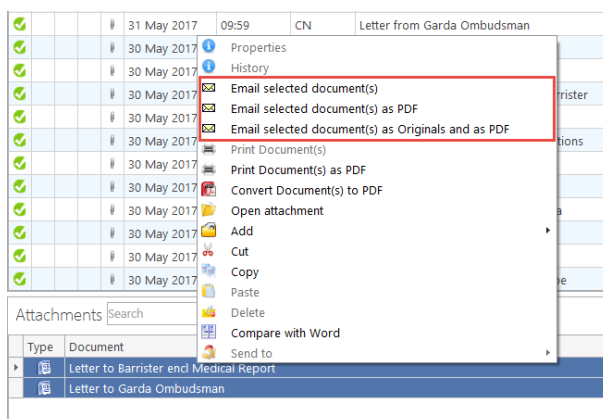 31 May 2017 09:59 CN Letter from Garda Ombudsman
30 May 2017
Properties
30 May 2017
History
30 May 2017
Email selected document(s)
rrister
30 May 2017
Email selected document(s) as PDF
30 May 2017
Email selected document(s) as Originals and as PDF
tions
Print Document(s)
30 May 2017
Print Document(s) as PDF
30 May 2017
Convert Document(s) to PDF
30 May 2017
Open attachment
a
30 May 2017
Add
30 May 2017
Cut
30 May 2017
Copy
Paste
Attachments Search
Delete
Compare with Word
Type Document
Send to
Letter to Barrister encl Medical Report
Letter to Garda Ombudsman